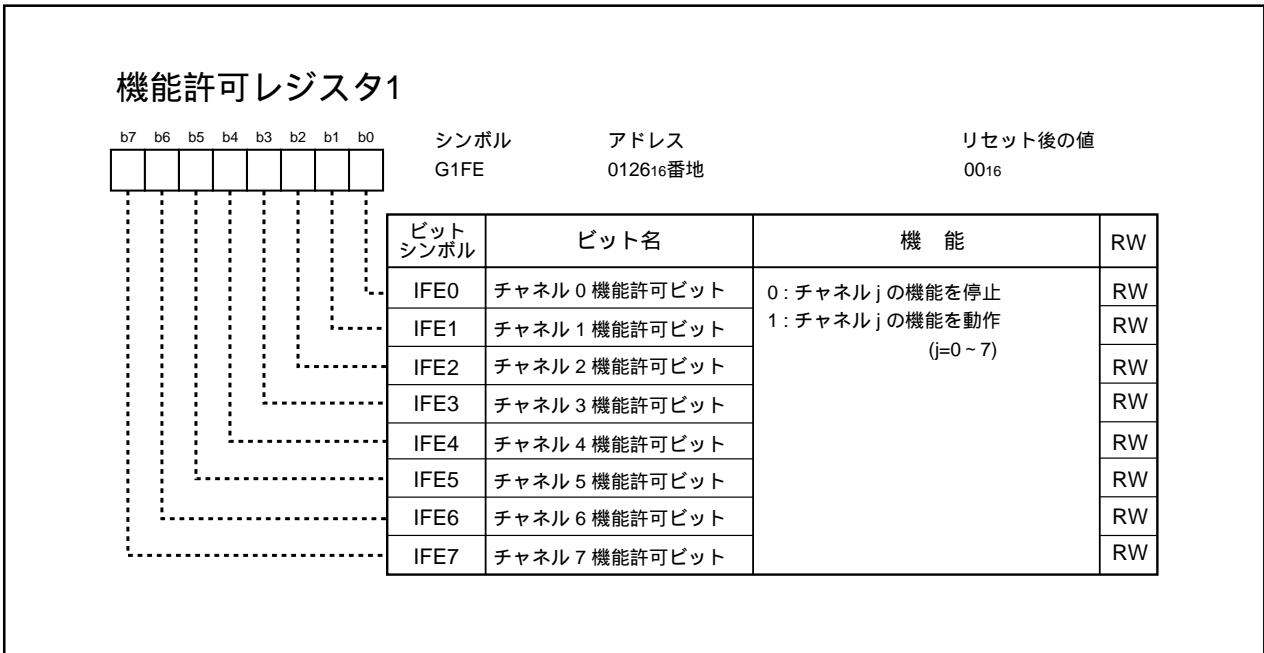 機能許可レジスタ1
b7 b6 b5 b4 b3 b2 b1 b0
シンボル アドレス リセット後の値
G1FE 012616番地 0016
ビットシンボル ビット名 機 能 RW
IFE0 チャネル 0 機能許可ビット 0 : チャネル j の機能を停止 RW
IFE1 チャネル 1 機能許可ビット 1 : チャネル j の機能を動作 RW
(j=0 ~ 7)
IFE2 チャネル 2 機能許可ビット RW
IFE3 チャネル 3 機能許可ビット RW
IFE4 チャネル 4 機能許可ビット RW
IFE5 チャネル 5 機能許可ビット RW
IFE6 チャネル 6 機能許可ビット RW
IFE7 チャネル 7 機能許可ビット RW